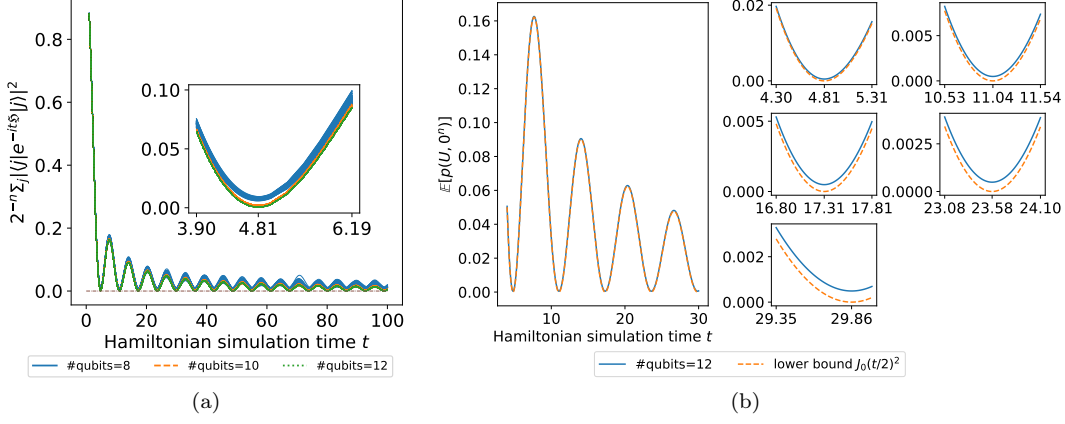 0.8
0.6
0.4
0.2
0.0
2⁻ⁿΣⱼ|⟨j|e^{-itℌ}|j⟩|²
0.10
0.05
0.00
3.90 4.81 6.19
0 20 40 60 80 100
Hamiltonian simulation time t
#qubits=8 #qubits=10 #qubits=12
(a)
0.16
0.14
0.12
0.10
0.08
0.06
0.04
0.02
0.00
𝔼[p(U, 0ⁿ)]
10 20 30
Hamiltonian simulation time t
0.02
0.00
4.30 4.81 5.31
0.005
0.000
10.53 11.04 11.54
0.005
0.000
16.80 17.31 17.81
0.0025
0.0000
23.08 23.58 24.10
0.002
0.000
29.35 29.86
#qubits=12 lower bound J₀(t/2)²
(b)